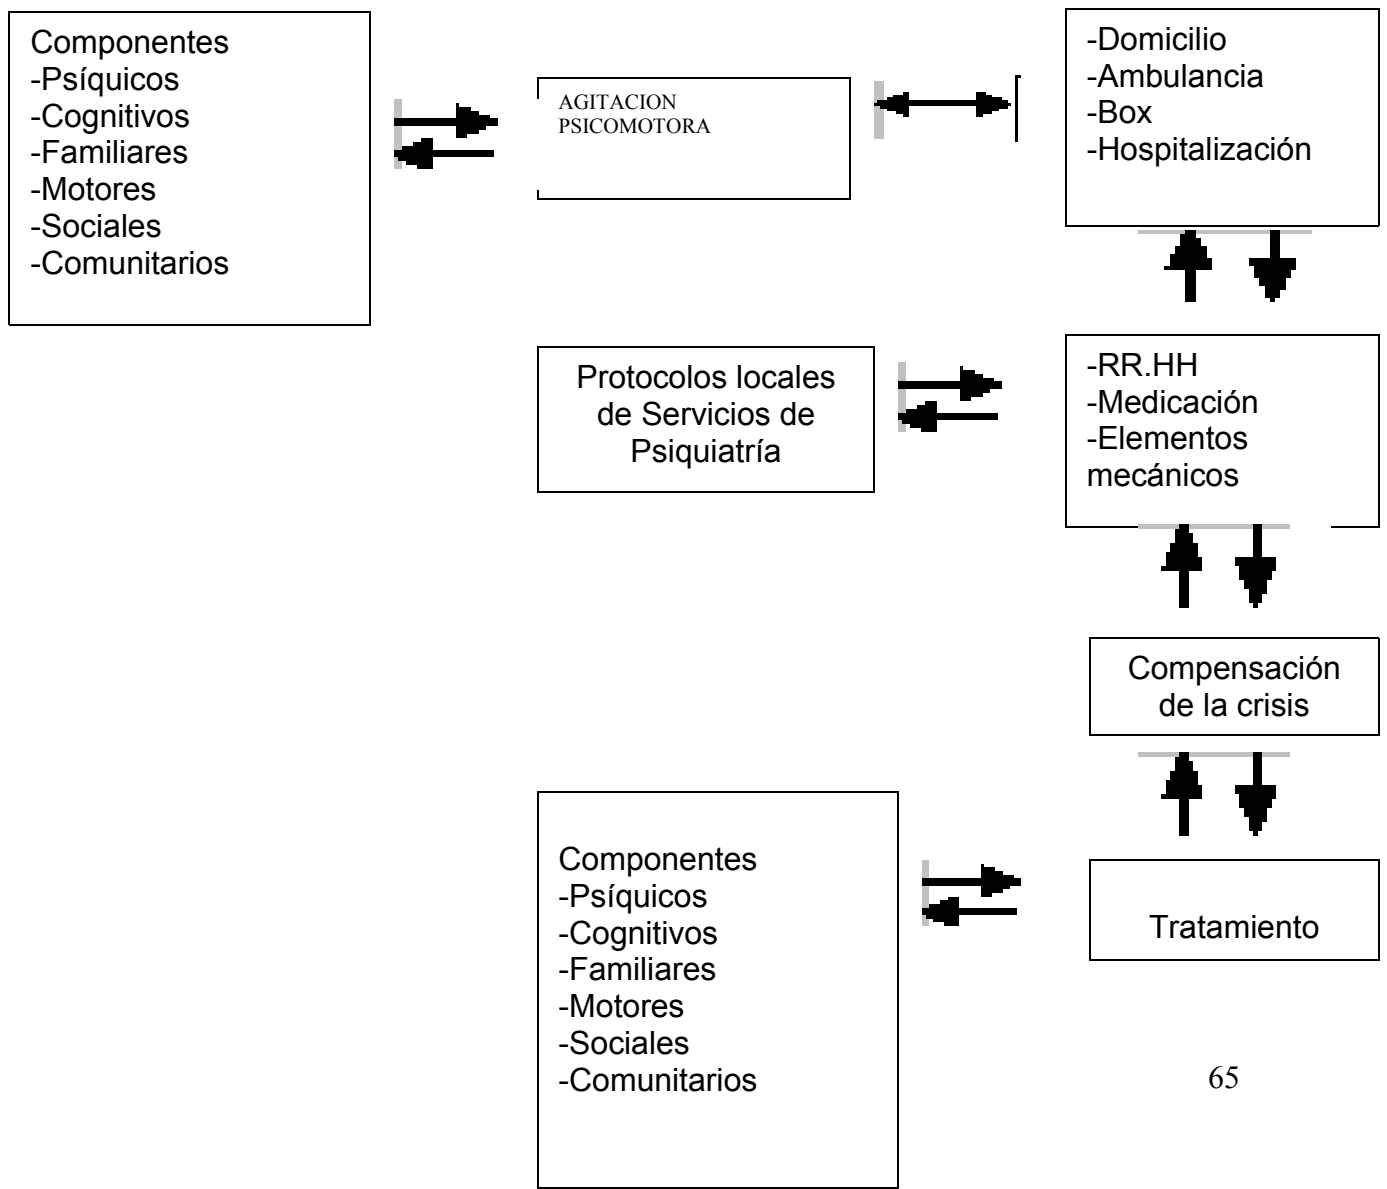 Componentes
-Psíquicos
-Cognitivos
-Familiares
-Motores
-Sociales
-Comunitarios
AGITACION
PSICOMOTORA
-Domicilio
-Ambulancia
-Box
-Hospitalización
Protocolos locales
de Servicios de
Psiquiatría
-RR.HH
-Medicación
-Elementos
mecánicos
Compensación
de la crisis
Componentes
-Psíquicos
-Cognitivos
-Familiares
-Motores
-Sociales
-Comunitarios
Tratamiento
65